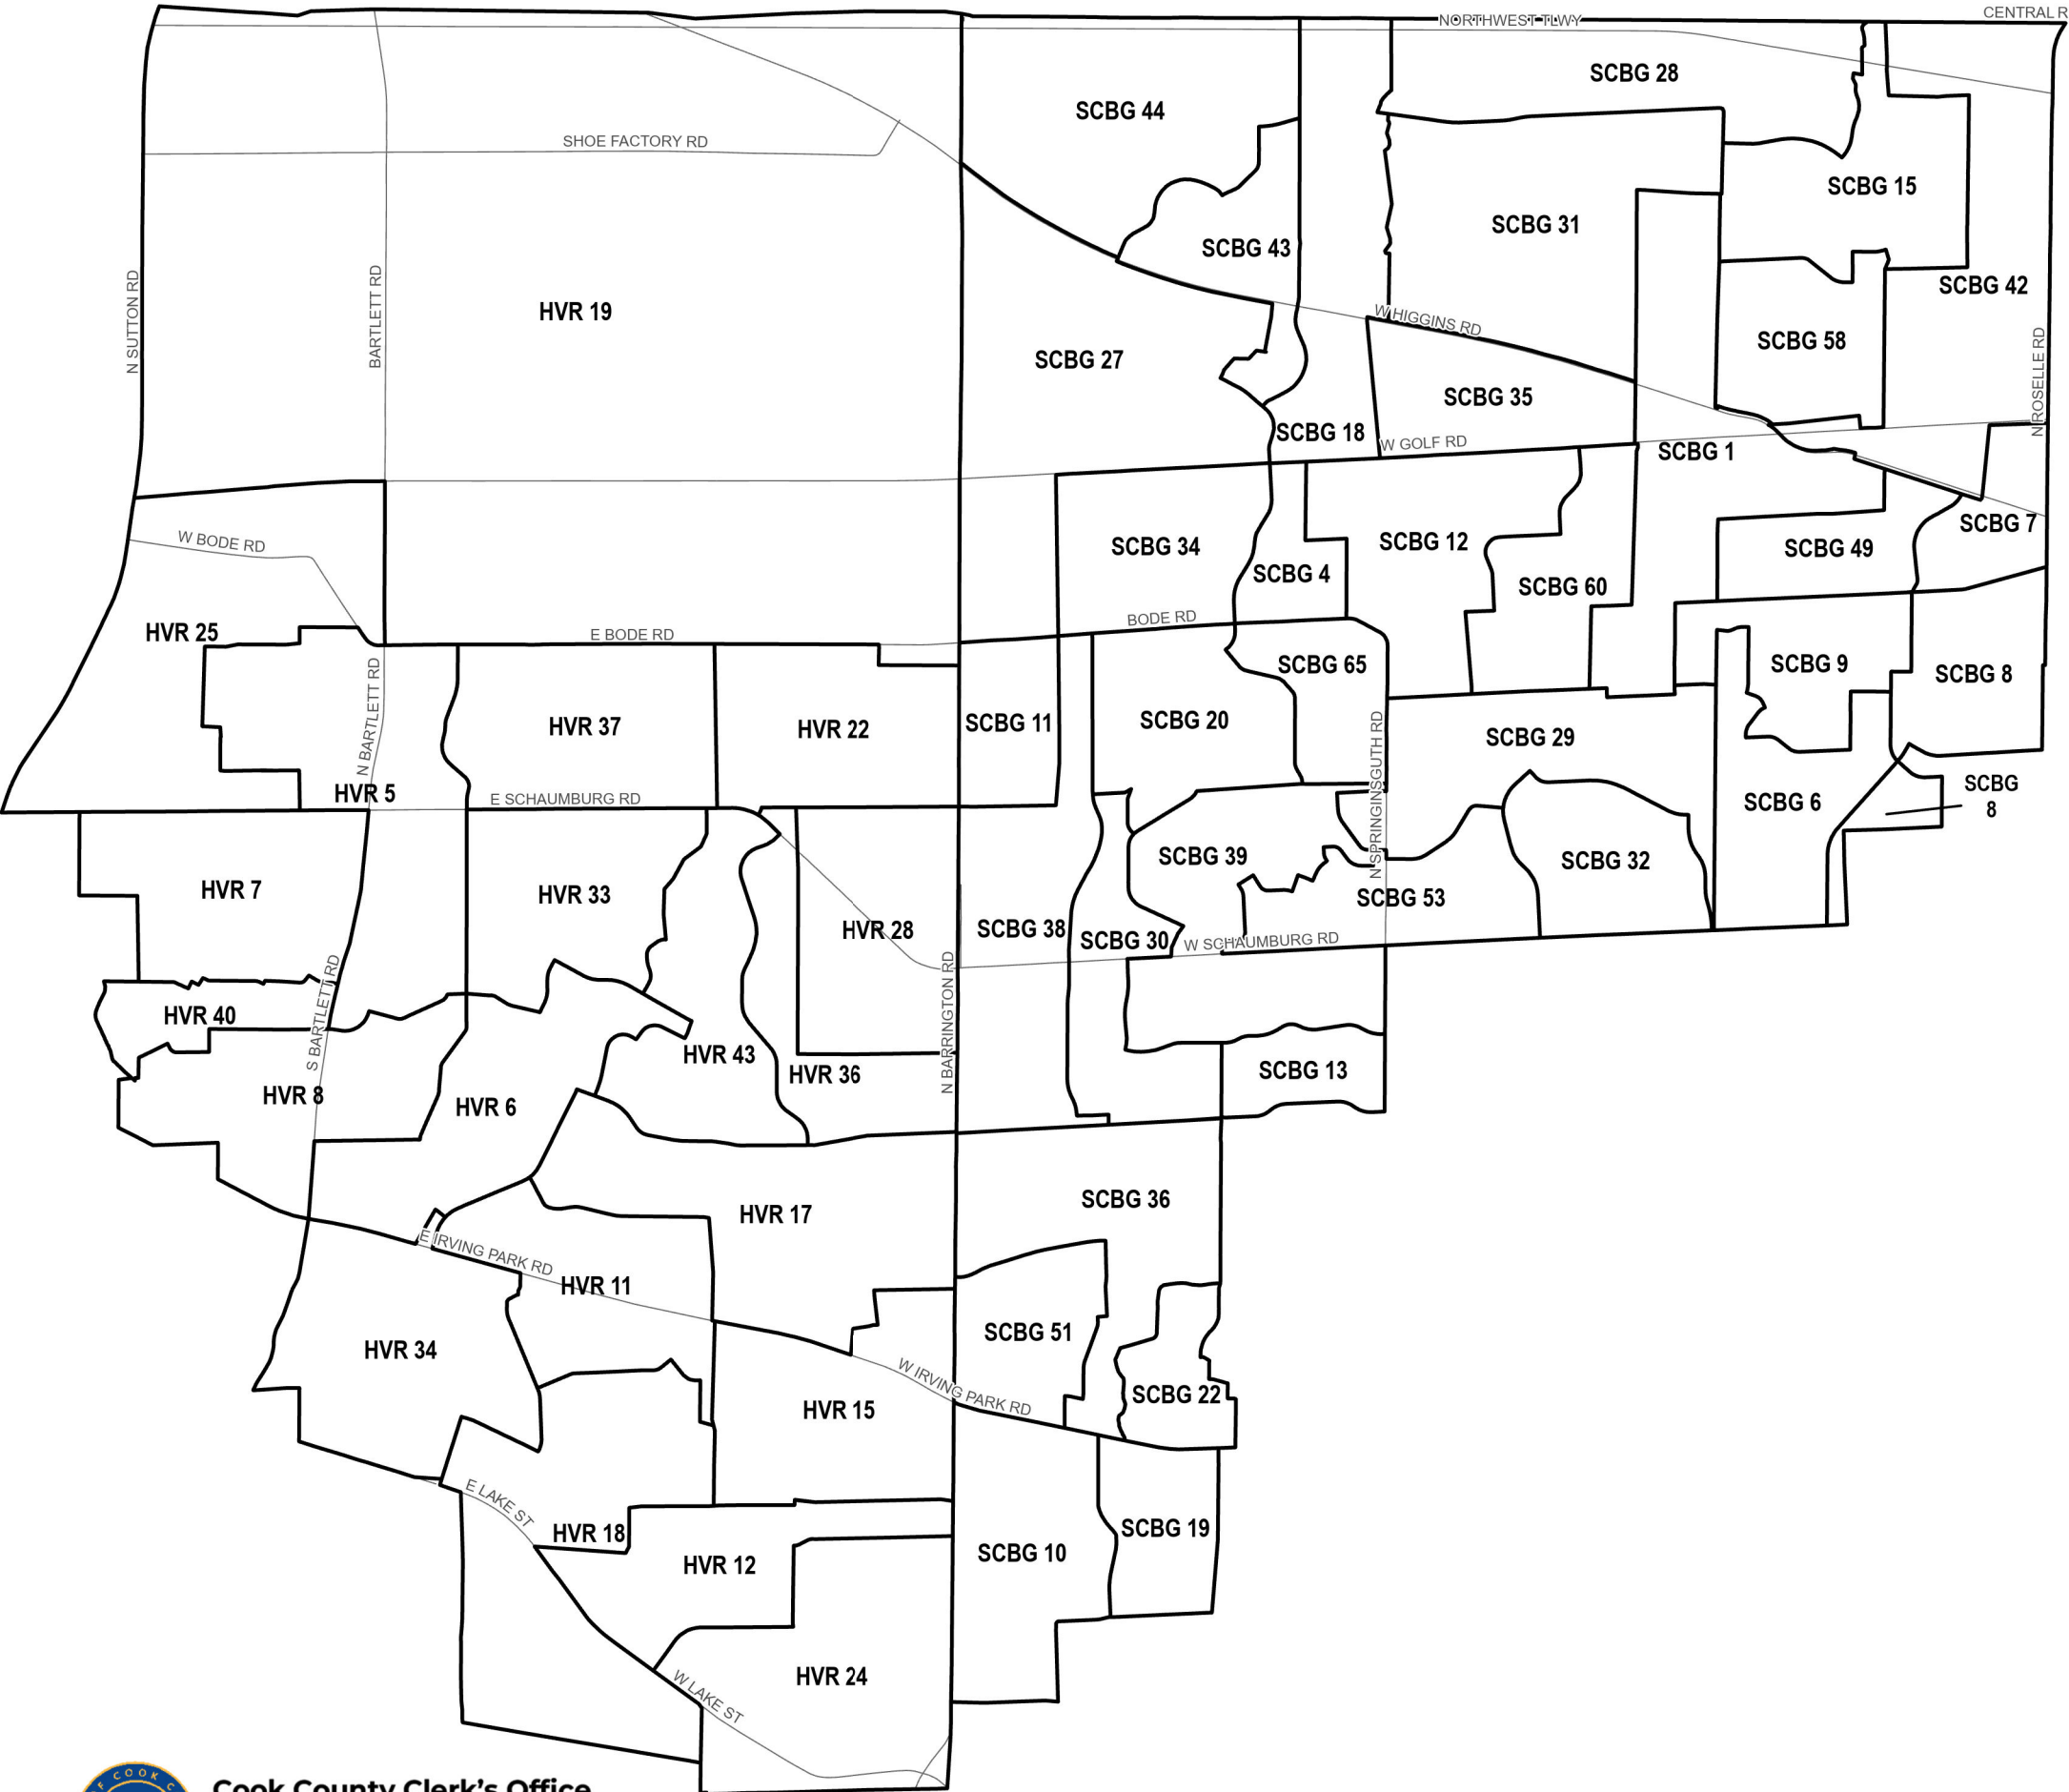 CENTRAL R
NORTHWEST TLWY
SCBG 28
SCBG 44
SHOE FACTORY RD
SCBG 15
SCBG 31
SCBG 43
SCBG 42
N SUTTON RD
BARTLETT RD
HVR 19
W HIGGINS RD
SCBG 58
SCBG 27
N ROSELLE RD
SCBG 35
SCBG 18
W GOLF RD
SCBG 1
W BODE RD
SCBG 34
SCBG 12
SCBG 49
SCBG 7
SCBG 4
SCBG 60
BODE RD
HVR 25
E BODE RD
SCBG 65
SCBG 9
SCBG 8
N BARTLETT RD
HVR 37
HVR 22
SCBG 11
SCBG 20
SCBG 29
N SPRINGINSGUTH RD
HVR 5
E SCHAUMBURG RD
SCBG 6
SCBG
8
SCBG 39
SCBG 32
HVR 7
HVR 33
SCBG 53
HVR 28
SCBG 38
SCBG 30
W SCHAUMBURG RD
HVR 40
S BARTLETT RD
N BARRINGTON RD
HVR 43
HVR 36
SCBG 13
HVR 8
HVR 6
SCBG 36
HVR 17
E IRVING PARK RD
HVR 11
SCBG 51
HVR 34
W IRVING PARK RD
SCBG 22
HVR 15
E LAKE ST
HVR 18
SCBG 19
SCBG 10
HVR 12
HVR 24
W LAKE ST
F COOK C
Cook County Clerk's Office